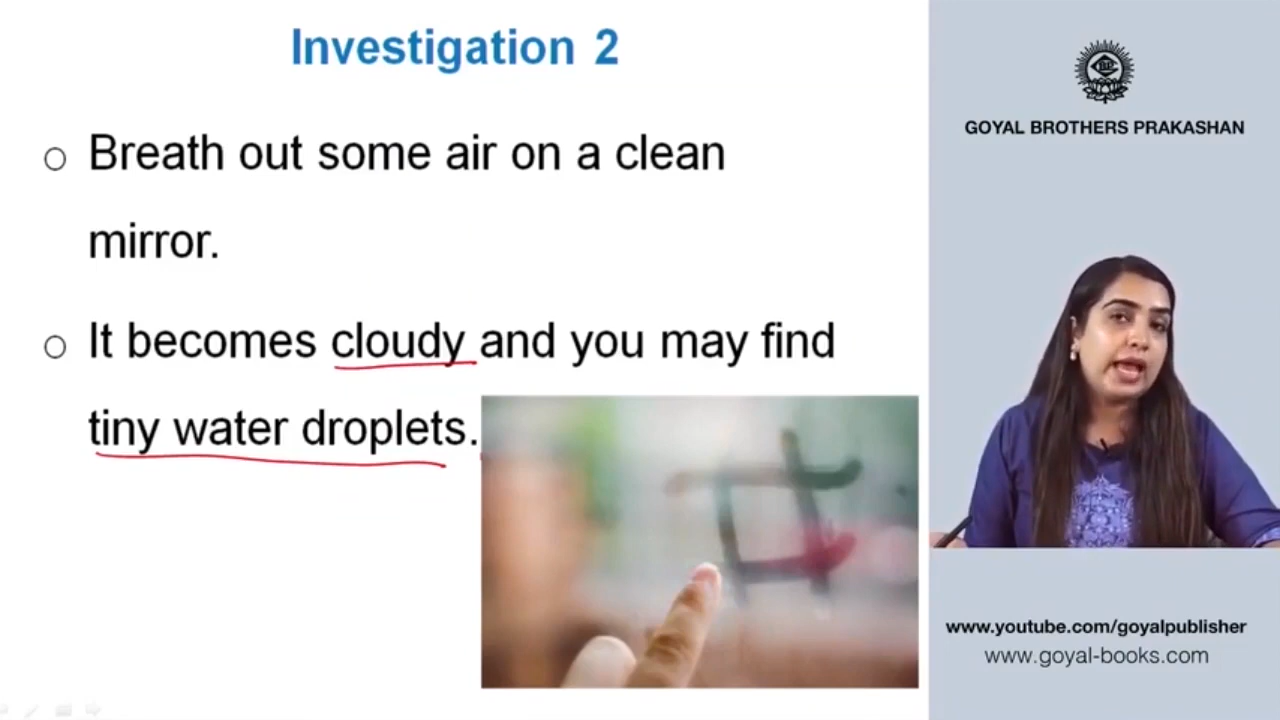 Investigation 2
Breath out some air on a clean
mirror.
It becomes cloudy and you may find
tiny water droplets.
GOYAL BROTHERS PRAKASHAN
www.youtube.com/goyalpublisher
www.goyal-books.com